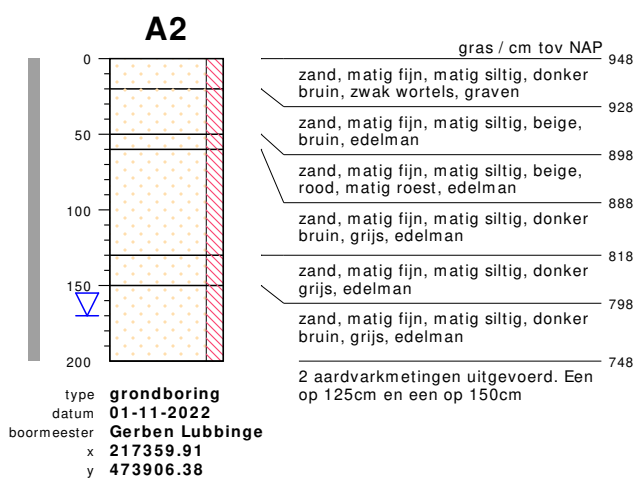 A2
gras / cm tov NAP
0
948
zand, matig fijn, matig siltig, donker
bruin, zwak wortels, graven
928
zand, matig fijn, matig siltig, beige,
bruin, edelman
50
898
zand, matig fijn, matig siltig, beige,
rood, matig roest, edelman
888
100
zand, matig fijn, matig siltig, donker
bruin, grijs, edelman
818
zand, matig fijn, matig siltig, donker
grijs, edelman
150
798
zand, matig fijn, matig siltig, donker
bruin, grijs, edelman
200
748
2 aardvarkmetingen uitgevoerd. Een
op 125cm en een op 150cm
type grondboring
datum 01-11-2022
boormeester Gerben Lubbinge
x 217359.91
y 473906.38